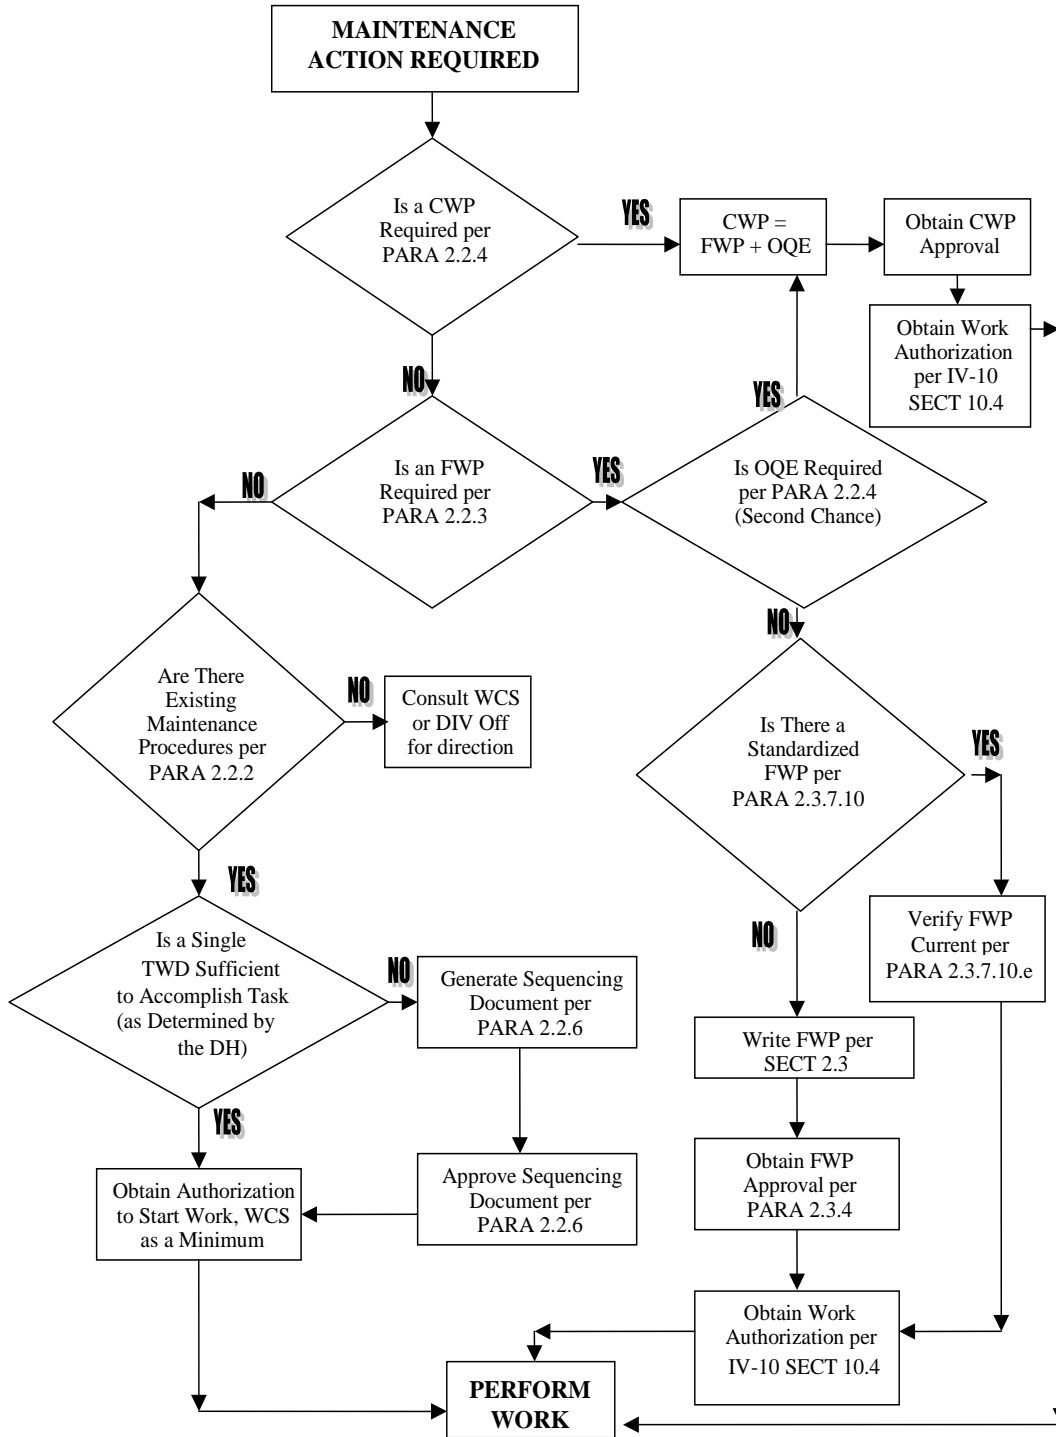 MAINTENANCE
ACTION REQUIRED
Is a CWP
Required per
PARA 2.2.4
YES
CWP =
FWP + OQE
Obtain CWP
Approval
Obtain Work
Authorization
per IV-10
SECT 10.4
NO
Is an FWP
Required per
PARA 2.2.3
NO
YES
YES
Is OQE Required
per PARA 2.2.4
(Second Chance)
NO
Are There
Existing
Maintenance
Procedures per
PARA 2.2.2
NO
Consult WCS
or DIV Off
for direction
Is There a
Standardized
FWP per
PARA 2.3.7.10
YES
Verify FWP
Current per
PARA 2.3.7.10.e
YES
Is a Single
TWD Sufficient
to Accomplish Task
(as Determined by
the DH)
NO
Generate Sequencing
Document per
PARA 2.2.6
NO
Write FWP per
SECT 2.3
YES
Obtain Authorization
to Start Work, WCS
as a Minimum
Approve Sequencing
Document per
PARA 2.2.6
Obtain FWP
Approval per
PARA 2.3.4
Obtain Work
Authorization per
IV-10 SECT 10.4
PERFORM
WORK